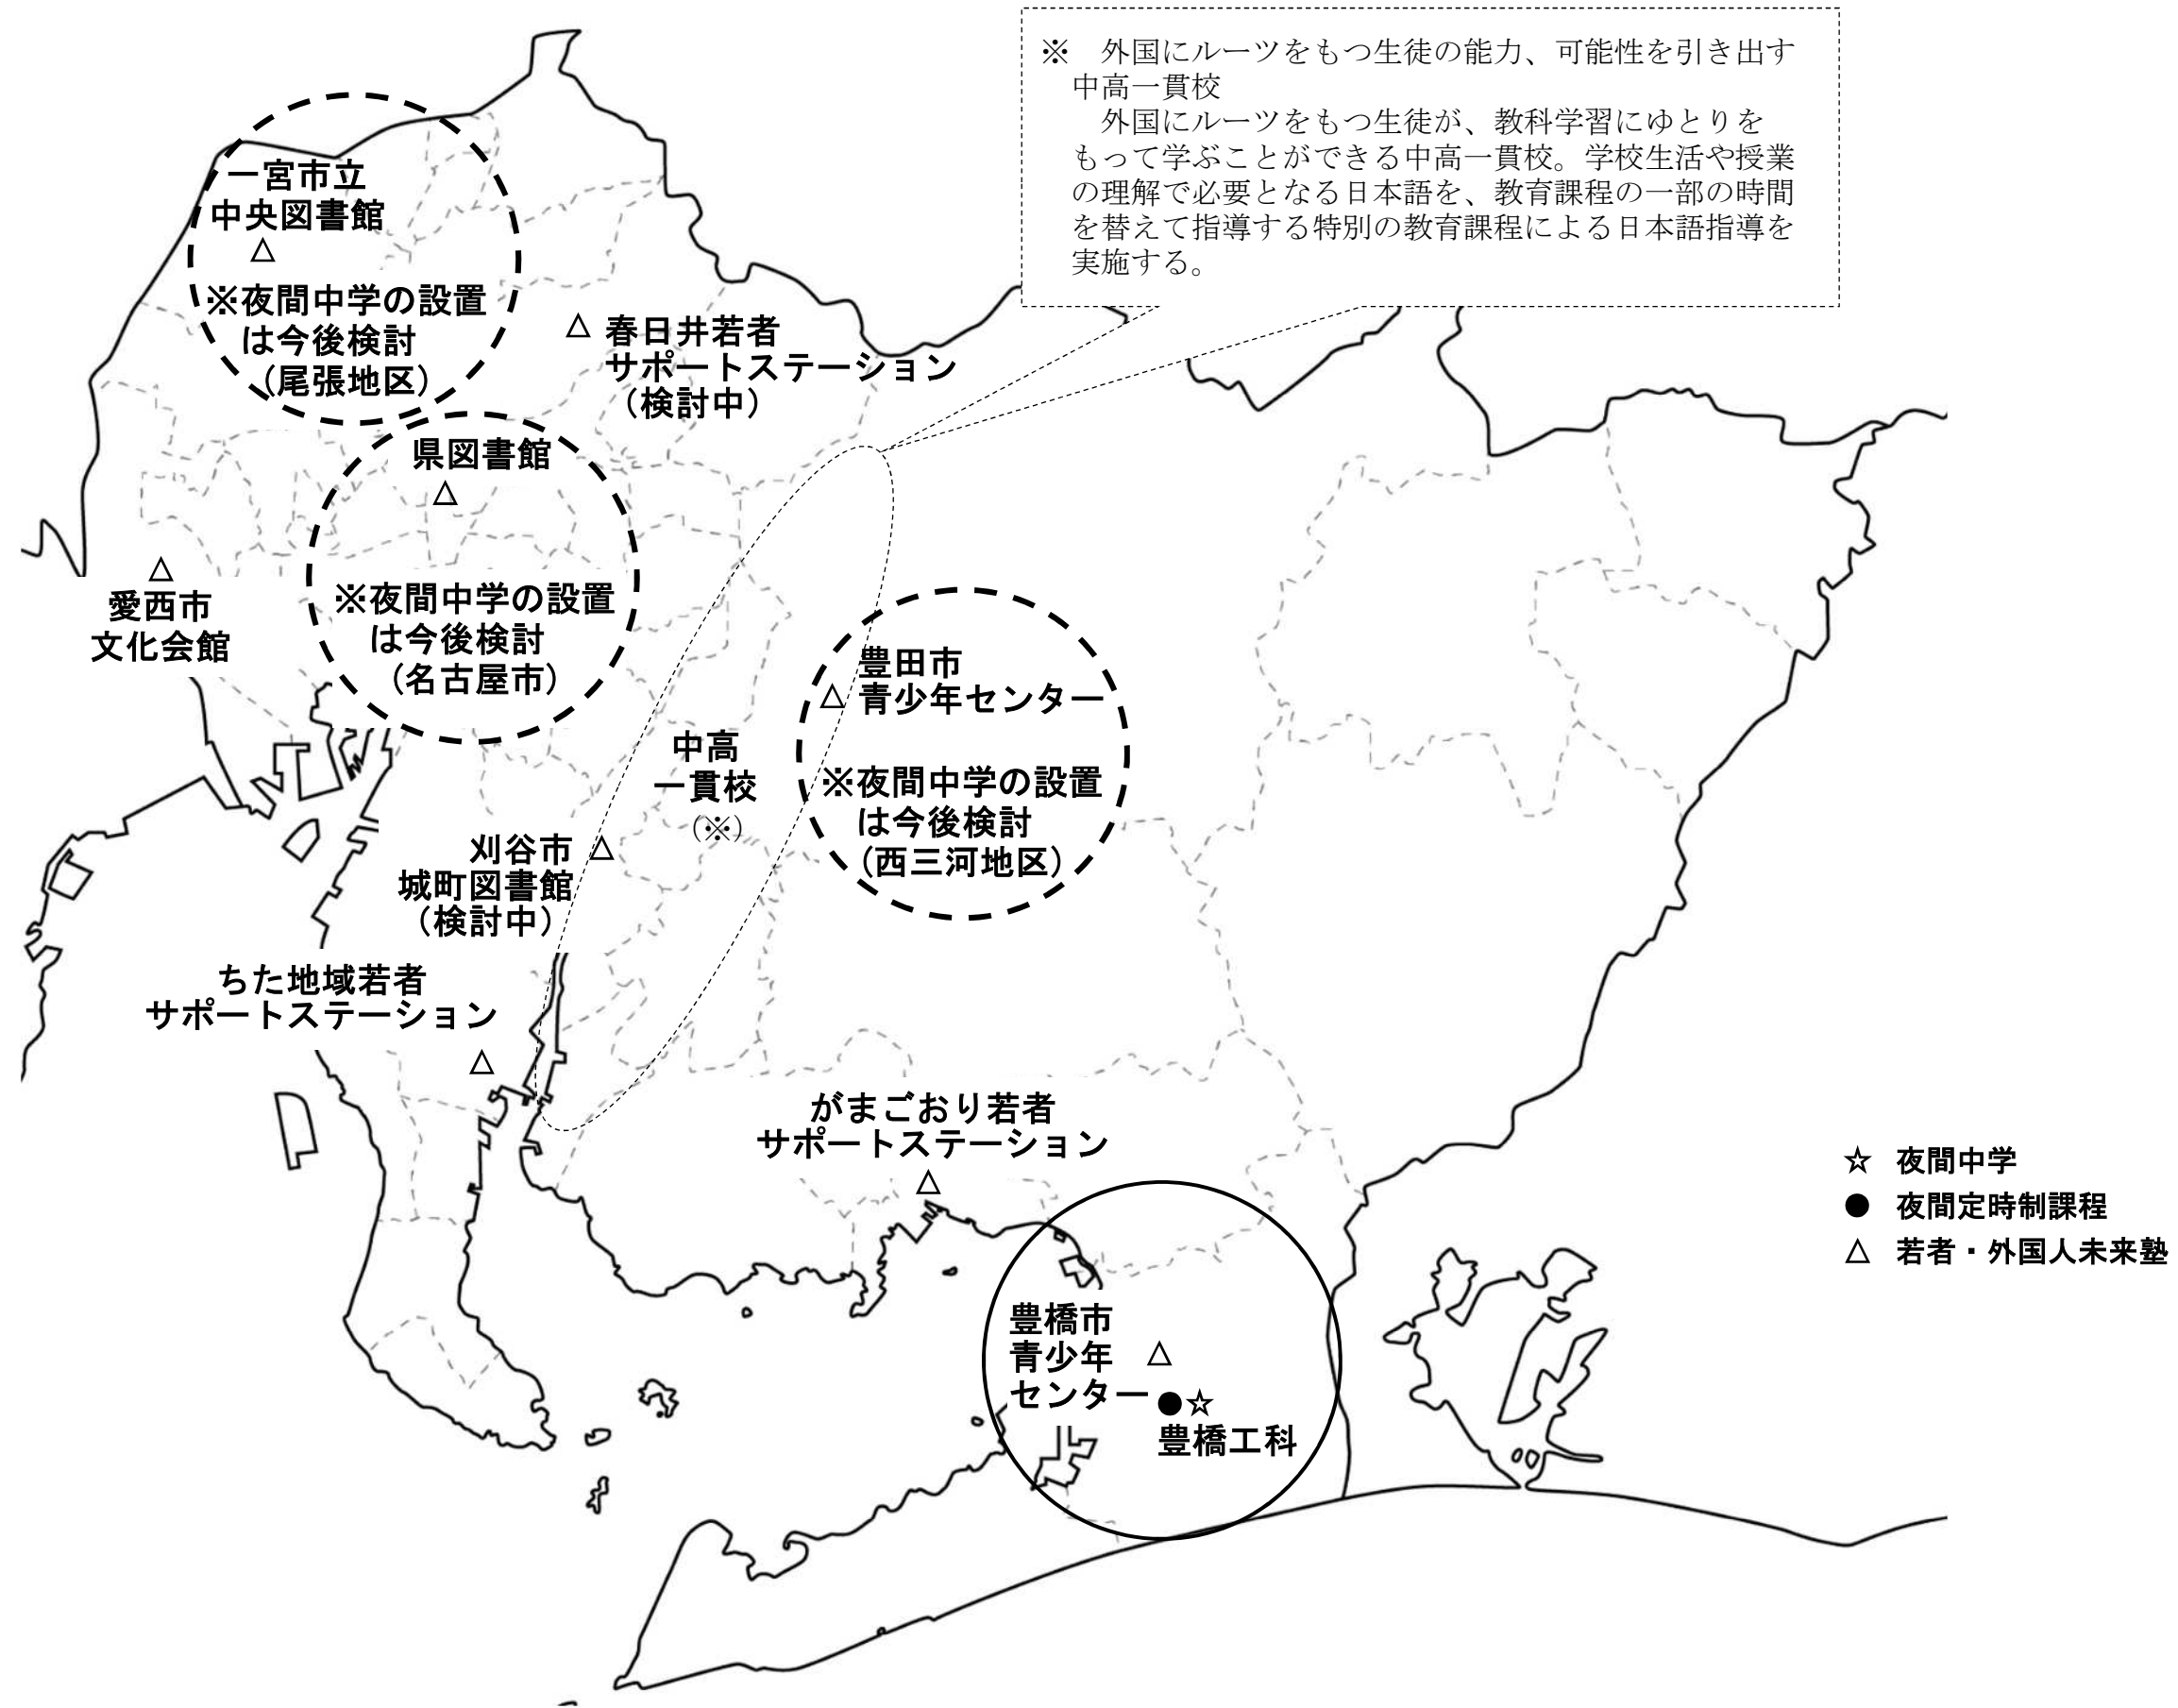 ※　外国にルーツをもつ生徒の能力、可能性を引き出す
中高一貫校
外国にルーツをもつ生徒が、教科学習にゆとりを
もって学ぶことができる中高一貫校。学校生活や授業
の理解で必要となる日本語を、教育課程の一部の時間
を替えて指導する特別の教育課程による日本語指導を
実施する。
一宮市立
中央図書館
△
※夜間中学の設置
は今後検討
（尾張地区）
△ 春日井若者
サポートステーション
（検討中）
県図書館
△
※夜間中学の設置
は今後検討
（名古屋市）
△
愛西市
文化会館
豊田市
△ 青少年センター
※夜間中学の設置
は今後検討
（西三河地区）
中高
一貫校
（※）
刈谷市 △
城町図書館
（検討中）
ちた地域若者
サポートステーション
△
がまごおり若者
サポートステーション
△
豊橋市
青少年 △
センター
●☆
豊橋工科
☆ 夜間中学
● 夜間定時制課程
△ 若者・外国人未来塾